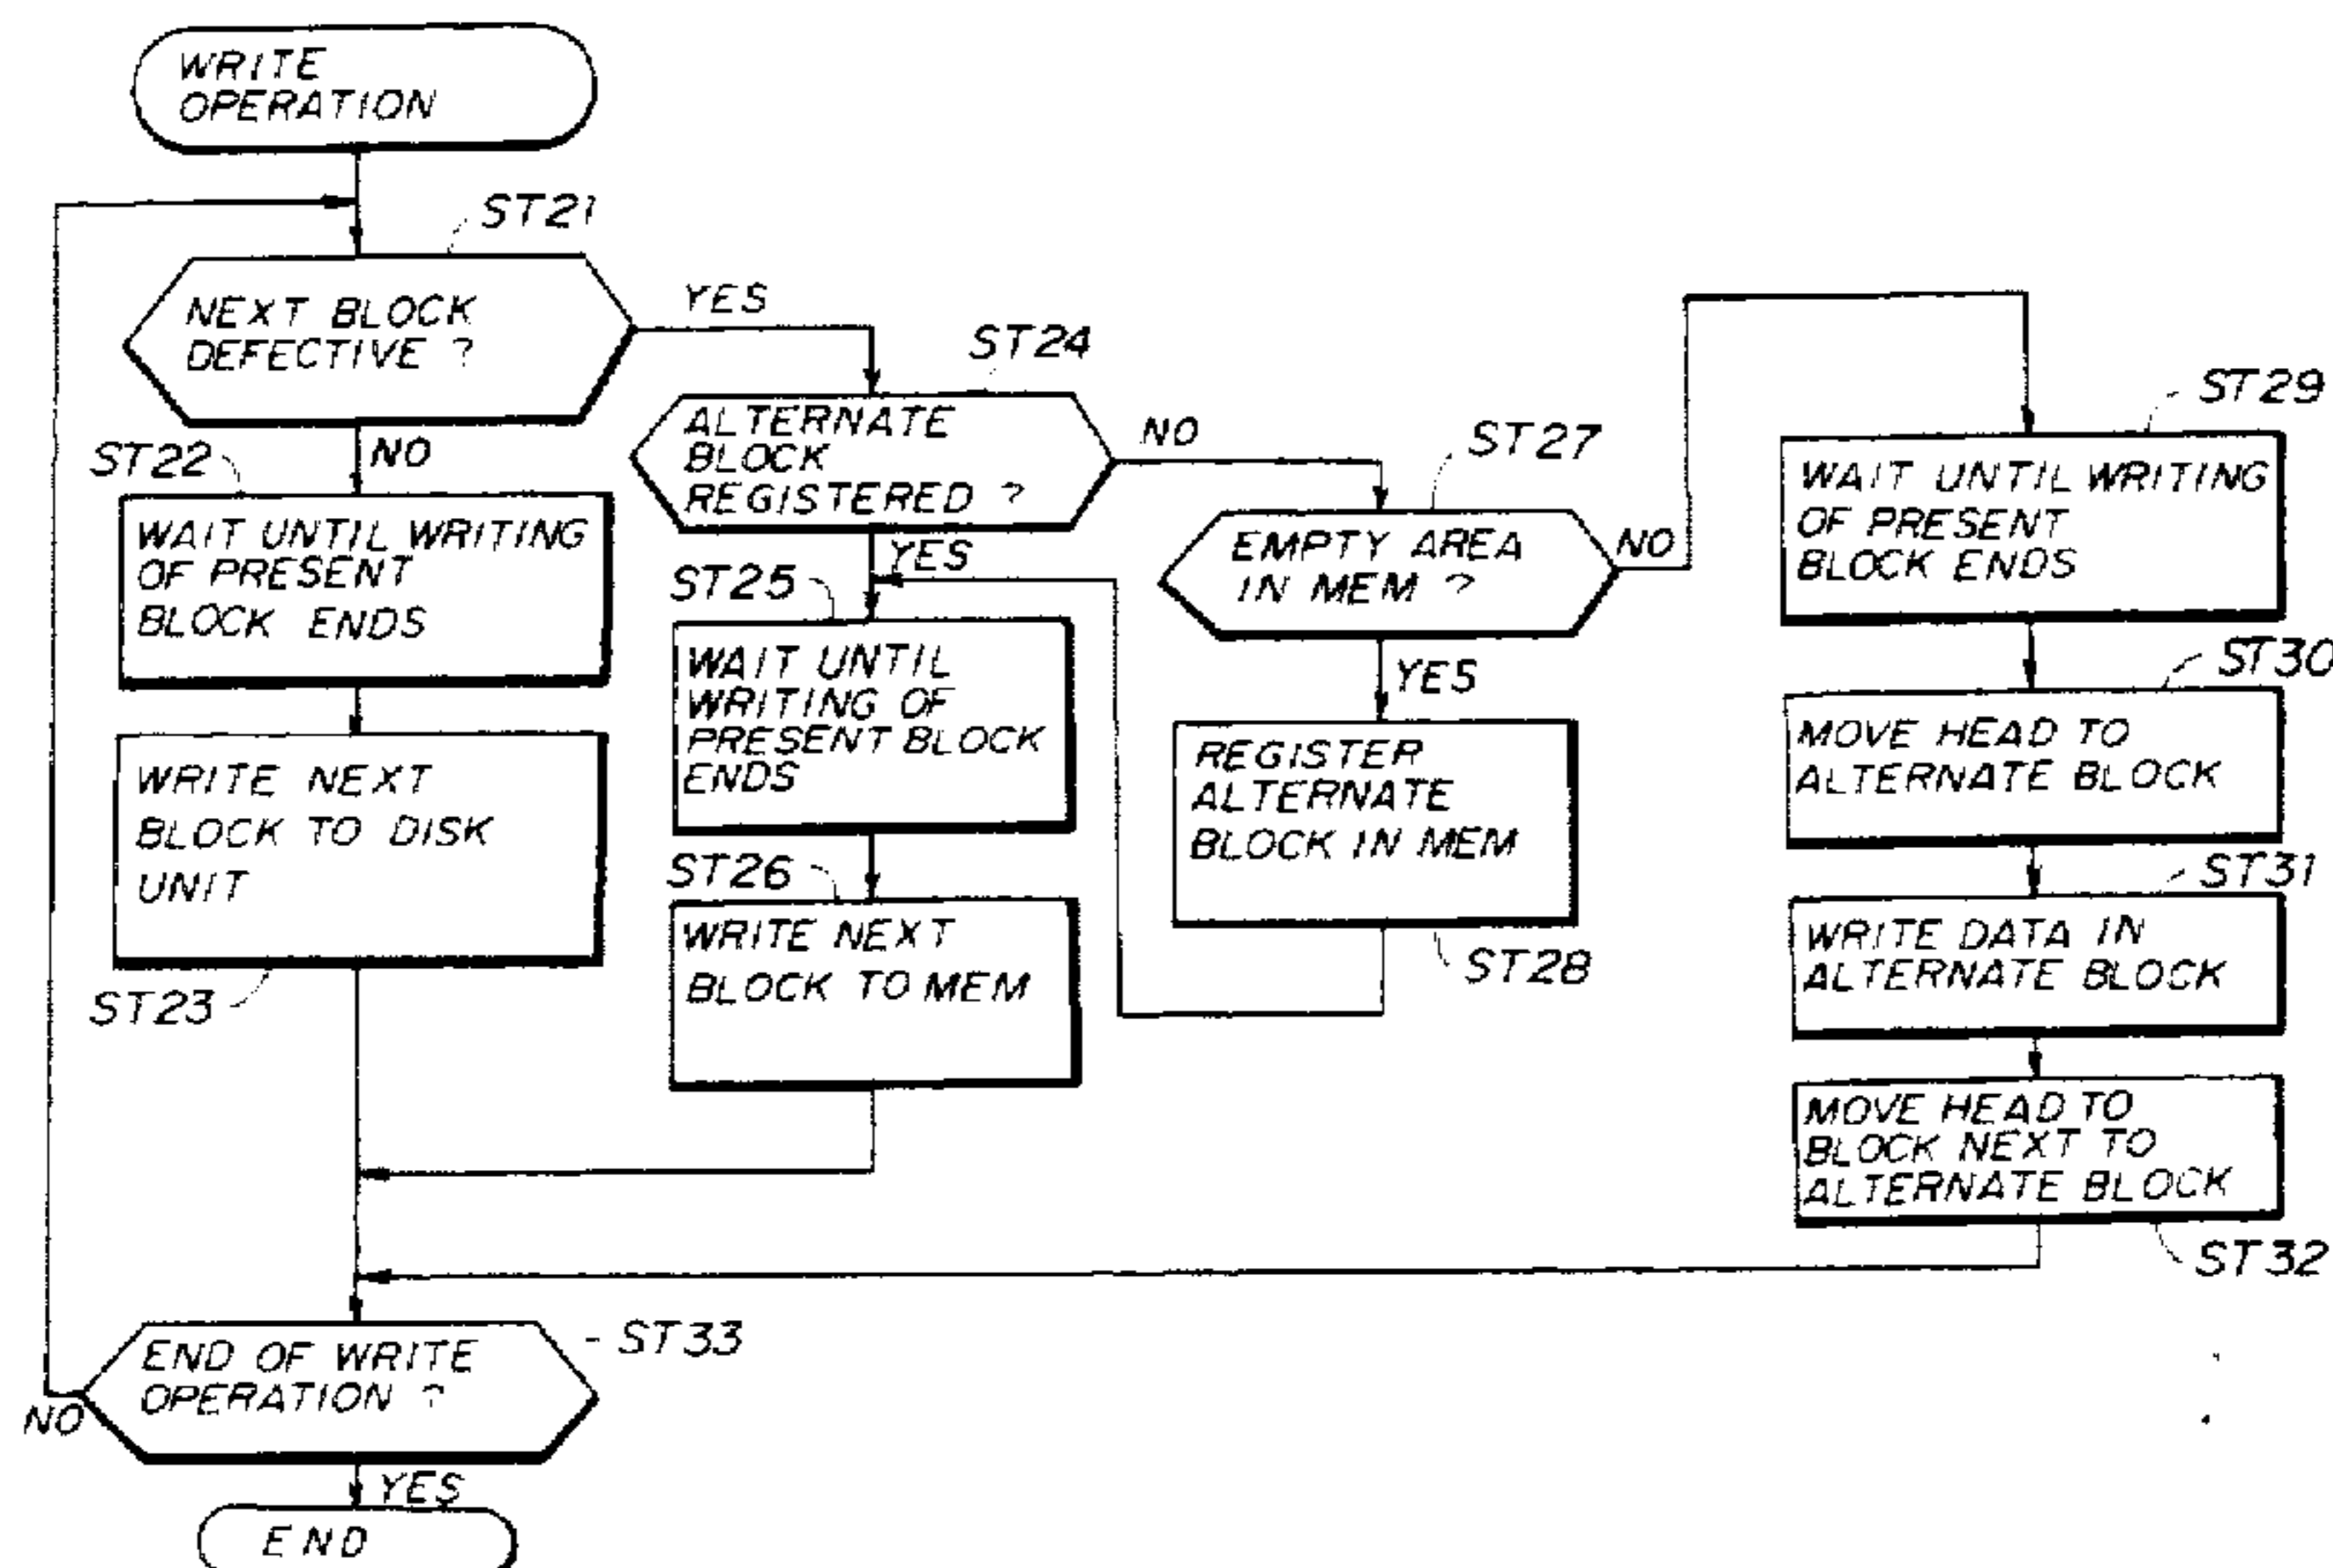 WRITE
OPERATION
ST21
NEXT BLOCK
DEFECTIVE ?
YES
NO
ST22
WAIT UNTIL WRITING
OF PRESENT
BLOCK ENDS
WRITE NEXT
BLOCK TO DISK
UNIT
ST23
ST24
ALTERNATE
BLOCK
REGISTERED ?
NO
YES
ST25
WAIT UNTIL
WRITING OF
PRESENT BLOCK
ENDS
ST26
WRITE NEXT
BLOCK TO MEM
ST27
EMPTY AREA
IN MEM ?
NO
YES
REGISTER
ALTERNATE
BLOCK IN MEM
ST28
ST29
WAIT UNTIL WRITING
OF PRESENT
BLOCK ENDS
ST30
MOVE HEAD TO
ALTERNATE BLOCK
ST31
WRITE DATA IN
ALTERNATE BLOCK
MOVE HEAD TO
BLOCK NEXT TO
ALTERNATE BLOCK
ST32
ST33
END OF WRITE
OPERATION ?
NO
YES
END